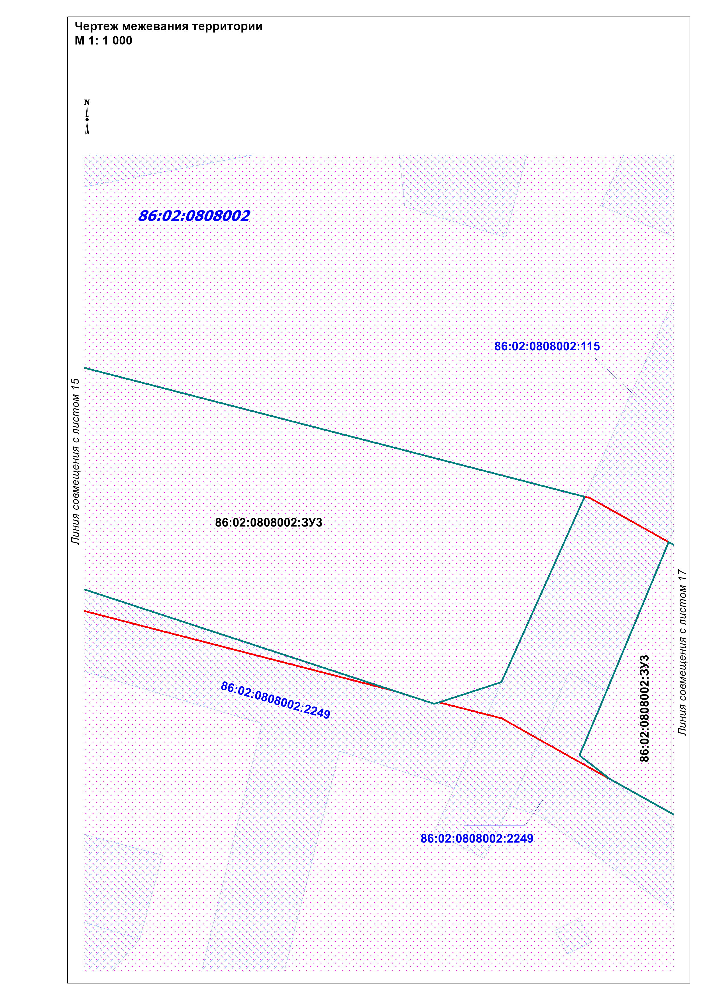 Чертеж межевания территории
М 1: 1 000
N
86:02:0808002
86:02:0808002:115
Линия совмещения с листом 15
86:02:0808002:ЗУ3
Линия совмещения с листом 17
86:02:0808002:ЗУ3
86:02:0808002:2249
86:02:0808002:2249